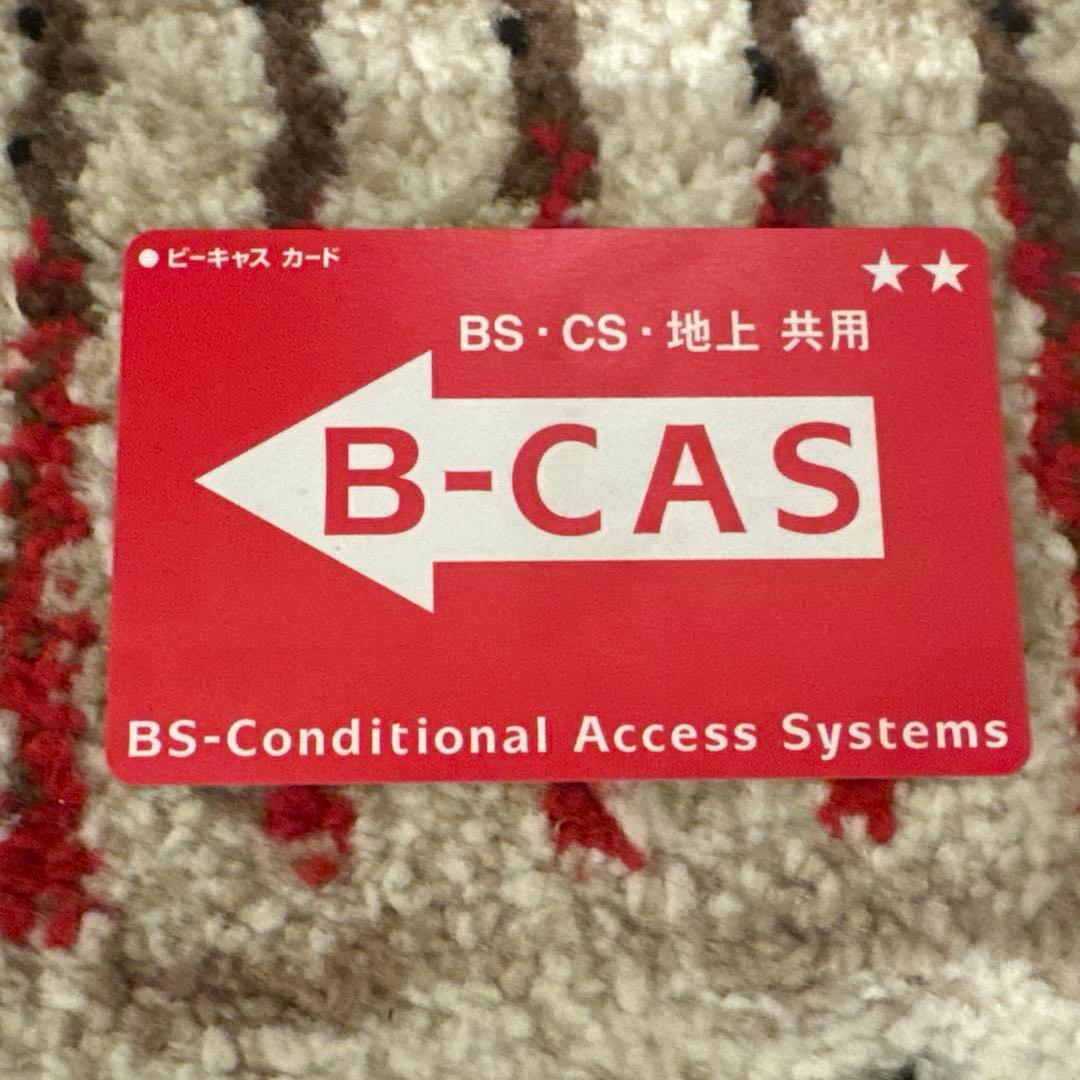 ビーキャス カード
BS・CS・地上 共用
B-CAS
BS-Conditional Access Systems